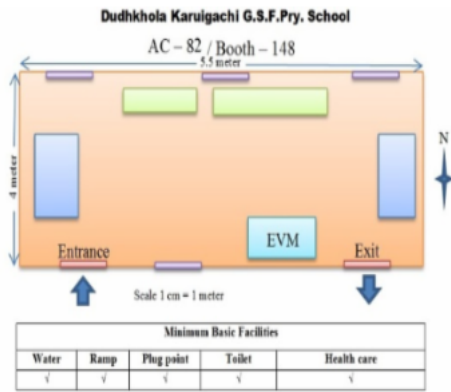 Dudhkhola Karuigachi G.S.F.Pry. School
AC – 82 / Booth – 148
5.5 meter
4 meter
N
Entrance
EVM
Exit
Scale 1 cm = 1 meter
Minimum Basic Facilities
Water Ramp Plug point Toilet Health care
√ √ √ √ √